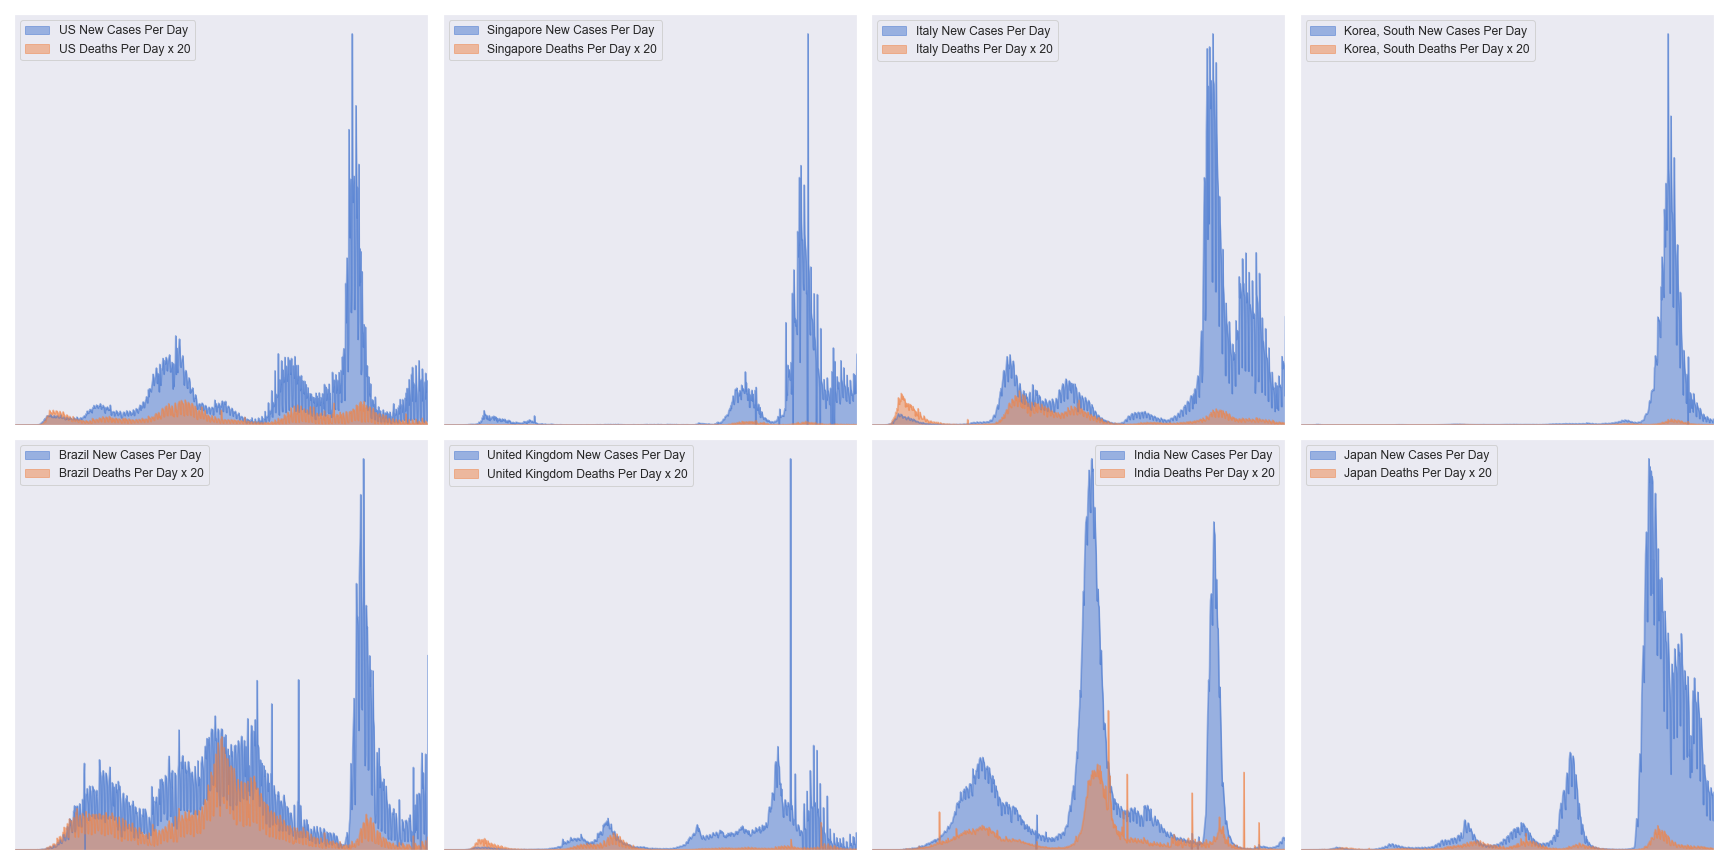 US New Cases Per Day
US Deaths Per Day x 20
Singapore New Cases Per Day
Singapore Deaths Per Day x 20
Italy New Cases Per Day
Italy Deaths Per Day x 20
Korea, South New Cases Per Day
Korea, South Deaths Per Day x 20
Brazil New Cases Per Day
Brazil Deaths Per Day x 20
United Kingdom New Cases Per Day
United Kingdom Deaths Per Day x 20
India New Cases Per Day
India Deaths Per Day x 20
Japan New Cases Per Day
Japan Deaths Per Day x 20